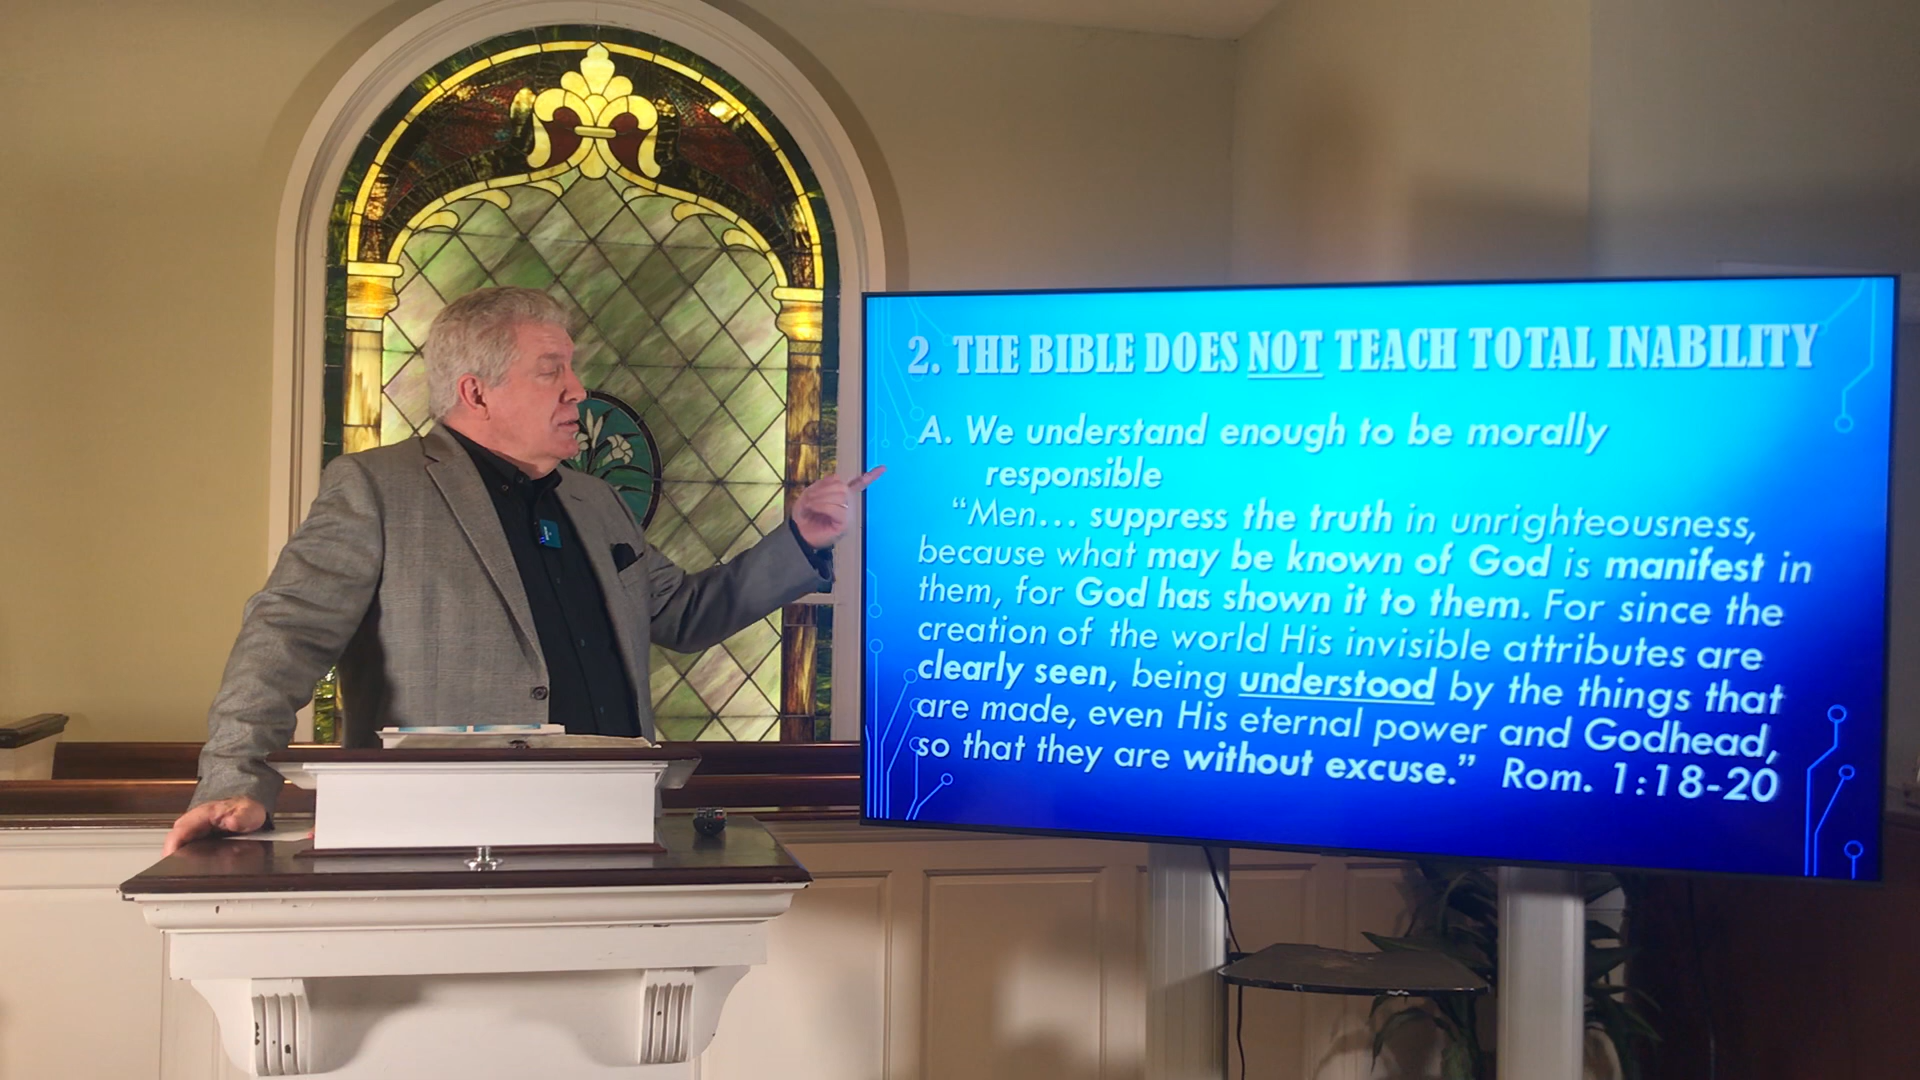 2. THE BIBLE DOES NOT TEACH TOTAL INABILITY
A. We understand enough to be morally
responsible
“Men... suppress the truth in unrighteousness,
because what may be known of God is manifest in
them, for God has shown it to them. For since the
creation of the world His invisible attributes are
clearly seen, being understood by the things that
are made, even His eternal power and Godhead,
so that they are without excuse.” Rom. 1:18-20